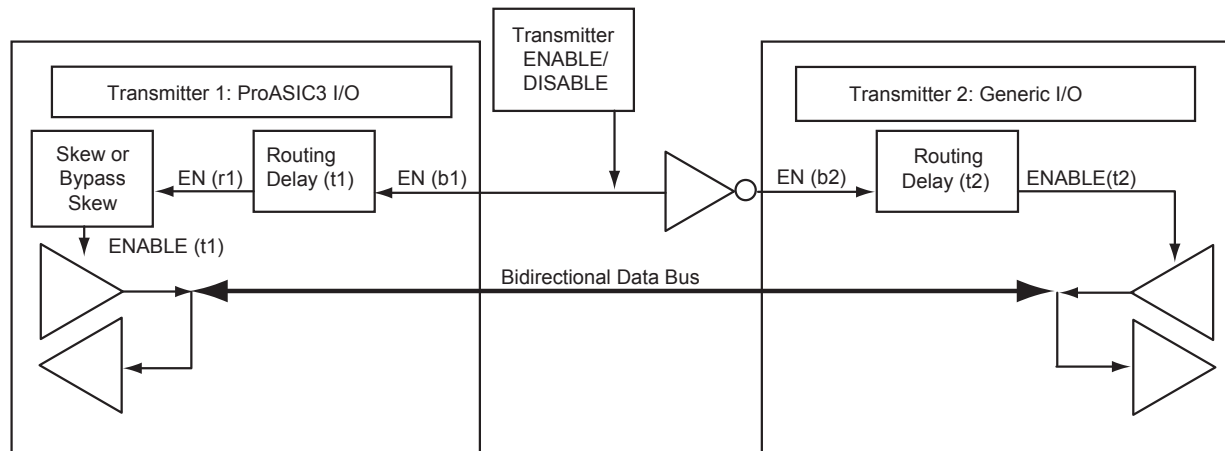 Transmitter
ENABLE/
DISABLE
Transmitter 1: ProASIC3 I/O
Transmitter 2: Generic I/O
Skew or
Bypass
Skew
EN (r1)
Routing
Delay (t1)
EN (b1)
EN (b2)
Routing
Delay (t2)
ENABLE(t2)
ENABLE (t1)
Bidirectional Data Bus